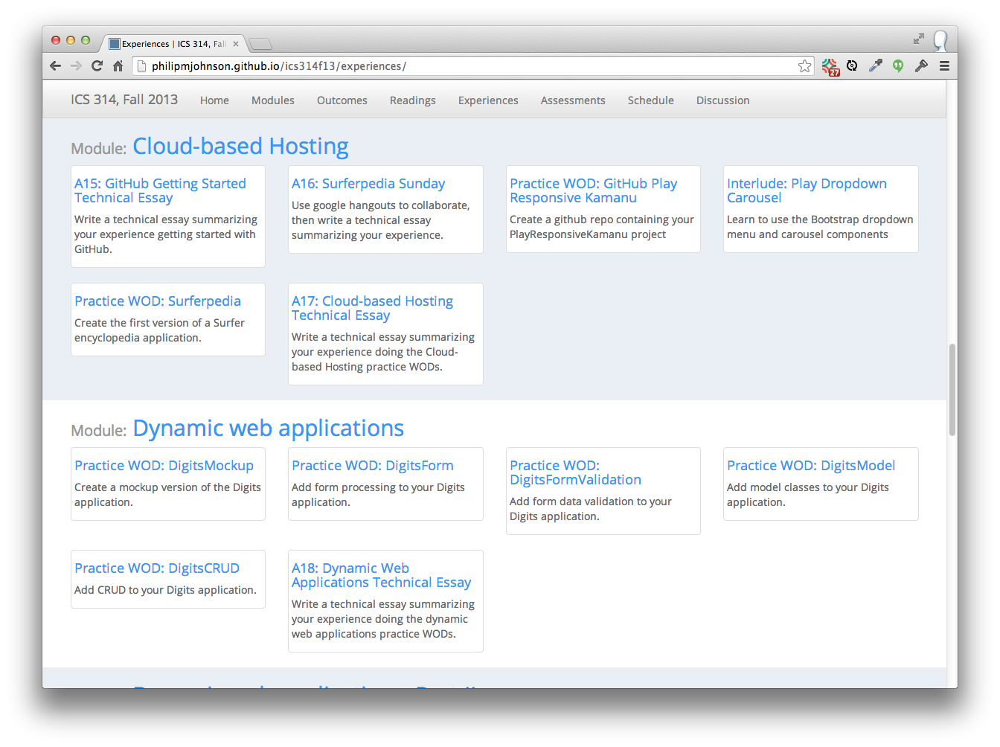 Experiences | ICS 314, Fall
philipmjohnson.github.io/ics314f13/experiences/
27
ICS 314, Fall 2013 Home Modules Outcomes Readings Experiences Assessments Schedule Discussion
Module: Cloud-based Hosting
A15: GitHub Getting Started
Technical Essay
Write a technical essay summarizing
your experience getting started with
GitHub.
A16: Surferpedia Sunday
Use google hangouts to collaborate,
then write a technical essay
summarizing your experience.
Practice WOD: GitHub Play
Responsive Kamanu
Create a github repo containing your
PlayResponsiveKamanu project
Interlude: Play Dropdown
Carousel
Learn to use the Bootstrap dropdown
menu and carousel components
Practice WOD: Surferpedia
Create the first version of a Surfer
encyclopedia application.
A17: Cloud-based Hosting
Technical Essay
Write a technical essay summarizing
your experience doing the Cloud-
based Hosting practice WODs.
Module: Dynamic web applications
Practice WOD: DigitsMockup
Create a mockup version of the Digits
application.
Practice WOD: DigitsForm
Add form processing to your Digits
application.
Practice WOD:
DigitsFormValidation
Add form data validation to your
Digits application.
Practice WOD: DigitsModel
Add model classes to your Digits
application.
Practice WOD: DigitsCRUD
Add CRUD to your Digits application.
A18: Dynamic Web
Applications Technical Essay
Write a technical essay summarizing
your experience doing the dynamic
web applications practice WODs.